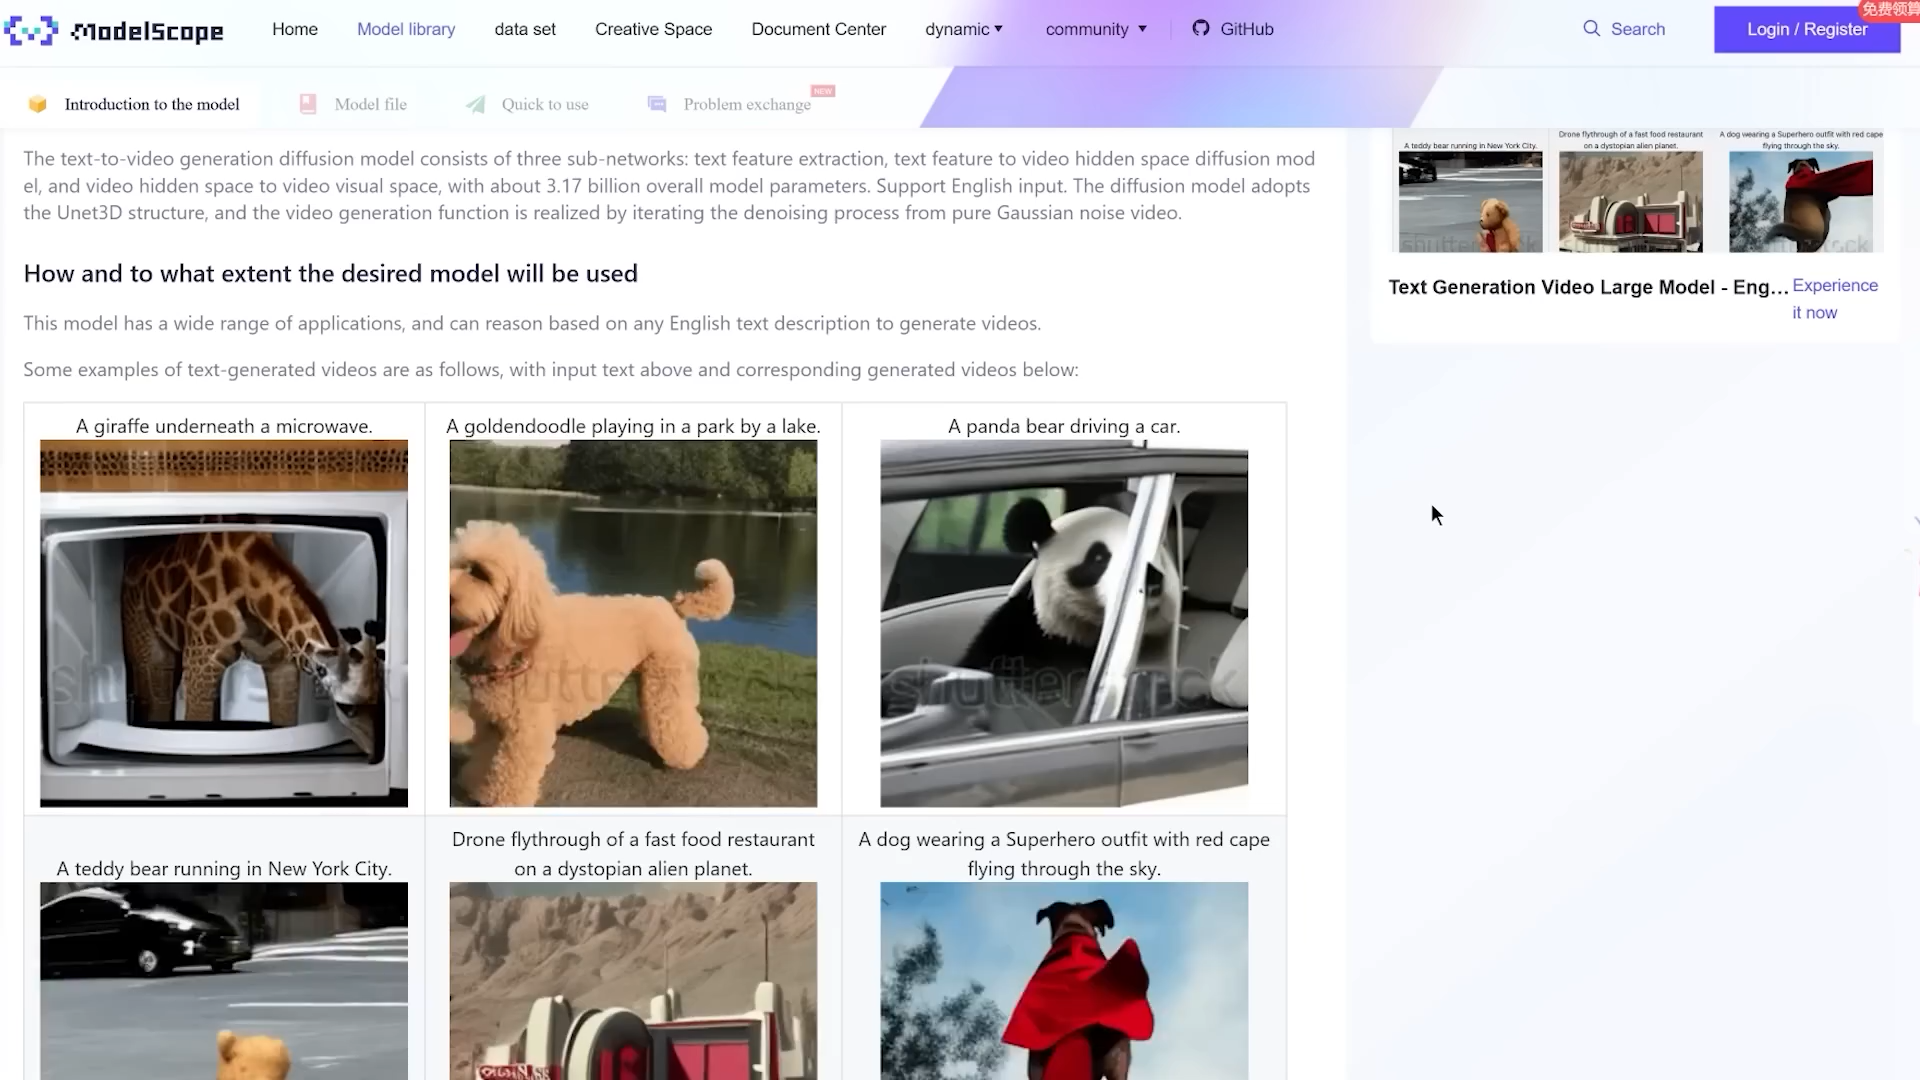 ModelScope
Home
Model library
data set
Creative Space
Document Center
dynamic
community
GitHub
Search
Login / Register
免费领算
Introduction to the model
Model file
Quick to use
Problem exchange
NEW
The text-to-video generation diffusion model consists of three sub-networks: text feature extraction, text feature to video hidden space diffusion mod
el, and video hidden space to video visual space, with about 3.17 billion overall model parameters. Support English input. The diffusion model adopts
the Unet3D structure, and the video generation function is realized by iterating the denoising process from pure Gaussian noise video.
How and to what extent the desired model will be used
This model has a wide range of applications, and can reason based on any English text description to generate videos.
Some examples of text-generated videos are as follows, with input text above and corresponding generated videos below:
A giraffe underneath a microwave.
A goldendoodle playing in a park by a lake.
A panda bear driving a car.
A teddy bear running in New York City.
Drone flythrough of a fast food restaurant
on a dystopian alien planet.
A dog wearing a Superhero outfit with red cape
flying through the sky.
A teddy bear running in New York City.
Drone flythrough of a fast food restaurant
on a dystopian alien planet.
A dog wearing a Superhero outfit with red cape
flying through the sky.
Text Generation Video Large Model - Eng...
Experience
it now